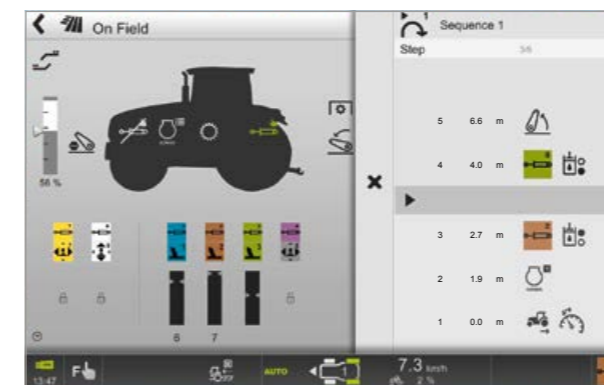 On Field
1
Sequence 1
Step
3/6
5 6.6 m
4 4.0 m
56 %
3 2.7 m
2 1.9 m
1 0.0 m
6 7
13:47
F
AUTO
1
7.3 km/h
2 %